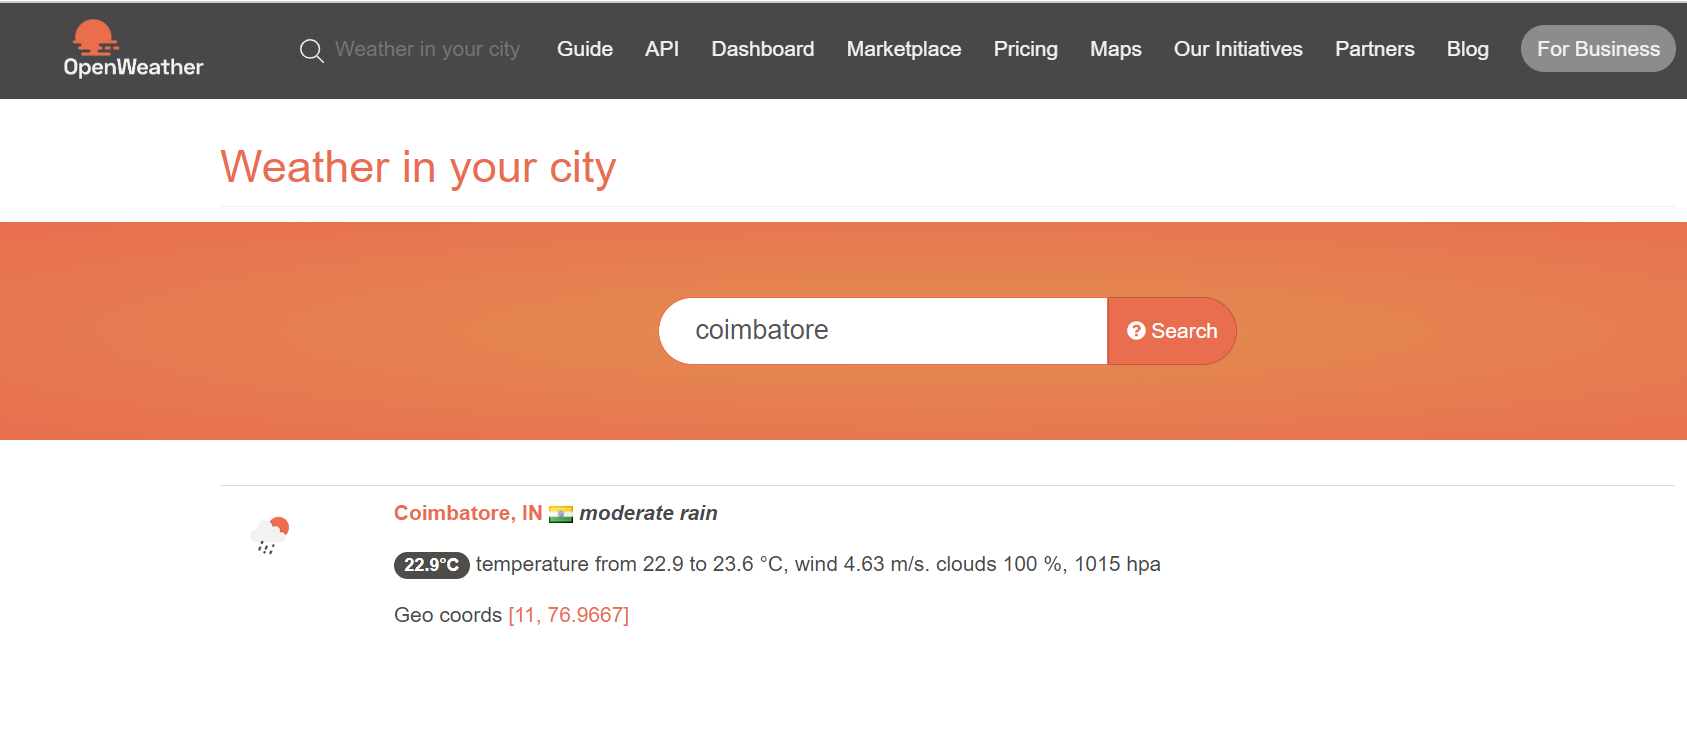 OpenWeather
Weather in your city Guide API Dashboard Marketplace Pricing Maps Our Initiatives Partners Blog For Business
Weather in your city
coimbatore Search
Coimbatore, IN moderate rain
22.9°C temperature from 22.9 to 23.6 °C, wind 4.63 m/s. clouds 100 %, 1015 hpa
Geo coords [11, 76.9667]